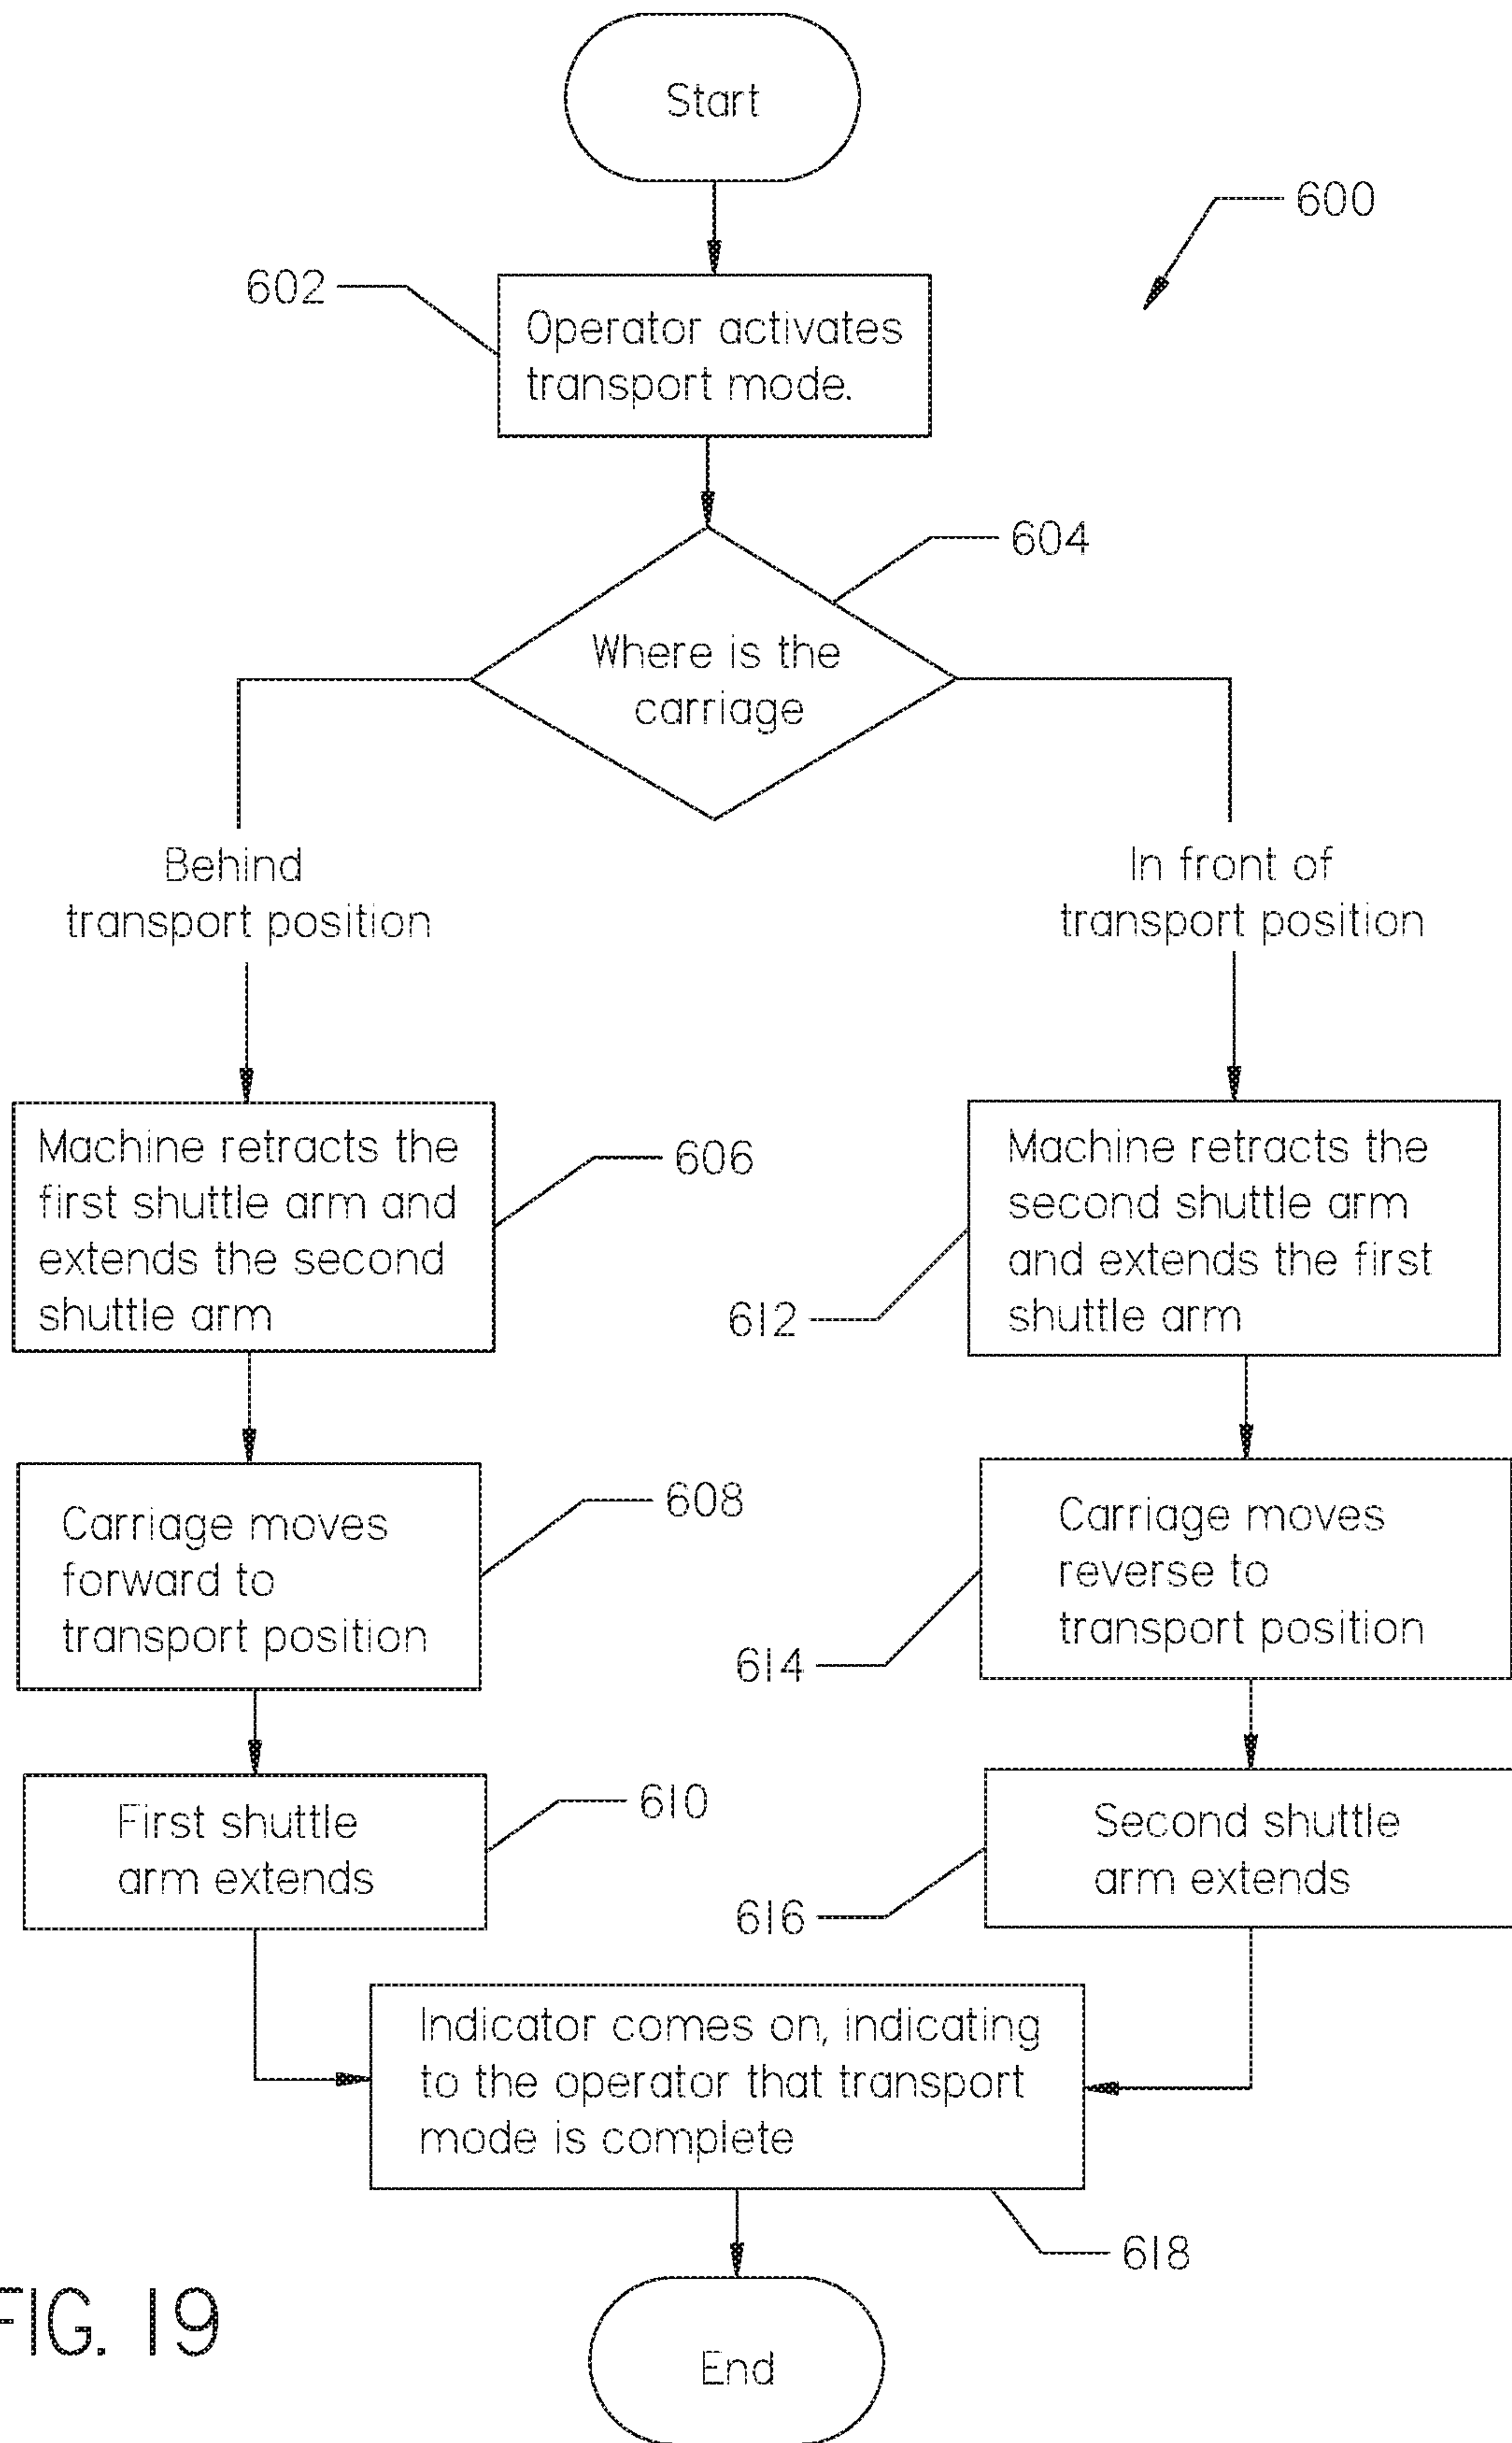 Start
600
602
Operator activates
transport mode.
604
Where is the
carriage
Behind
transport position
In front of
transport position
Machine retracts the
first shuttle arm and
extends the second
shuttle arm
606
Machine retracts the
second shuttle arm
and extends the first
shuttle arm
612
Carriage moves
forward to
transport position
608
Carriage moves
reverse to
transport position
614
First shuttle
arm extends
610
Second shuttle
arm extends
616
Indicator comes on, indicating
to the operator that transport
mode is complete
618
End
FIG. 19